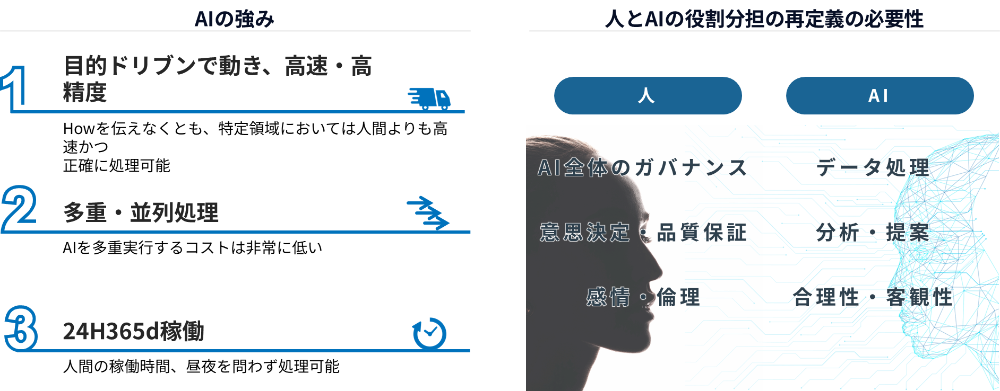 AIの強み
1
目的ドリブンで動き、高速・高
精度
Howを伝えなくとも、特定領域においては人間よりも高
速かつ
正確に処理可能
2
多重・並列処理
AIを多重実行するコストは非常に低い
3
24H365d稼働
人間の稼働時間、昼夜を問わず処理可能
人とAIの役割分担の再定義の必要性
人
AI
AI全体のガバナンス
データ処理
意思決定・品質保証
分析・提案
感情・倫理
合理性・客観性